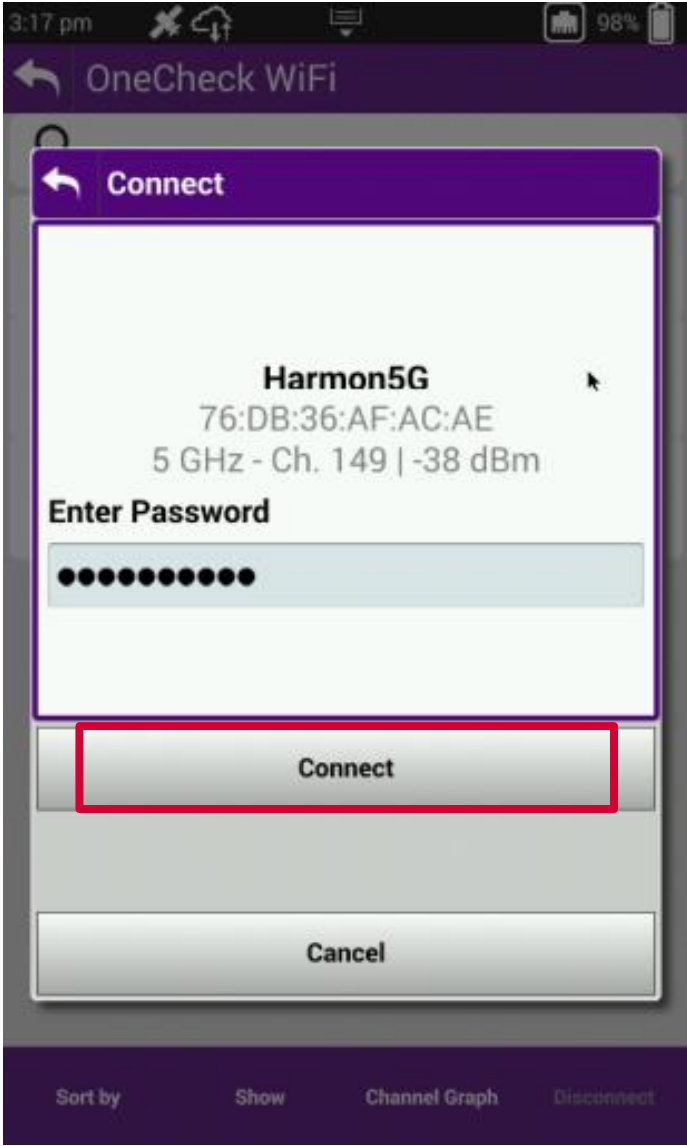 3:17 pm 98%
OneCheck WiFi
Connect
Harmon5G
76:DB:36:AF:AC:AE
5 GHz - Ch. 149 | -38 dBm
Enter Password
●●●●●●●●●●
Connect
Cancel
Sort by Show Channel Graph Disconnect